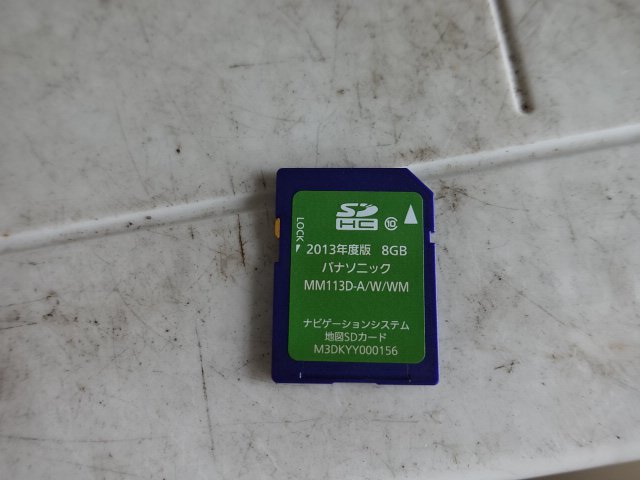 SD
HC 10
LOCK
2013年度版 8GB
パナソニック
MM113D-A/W/WM
ナビゲーションシステム
地図SDカード
M3DKYY000156